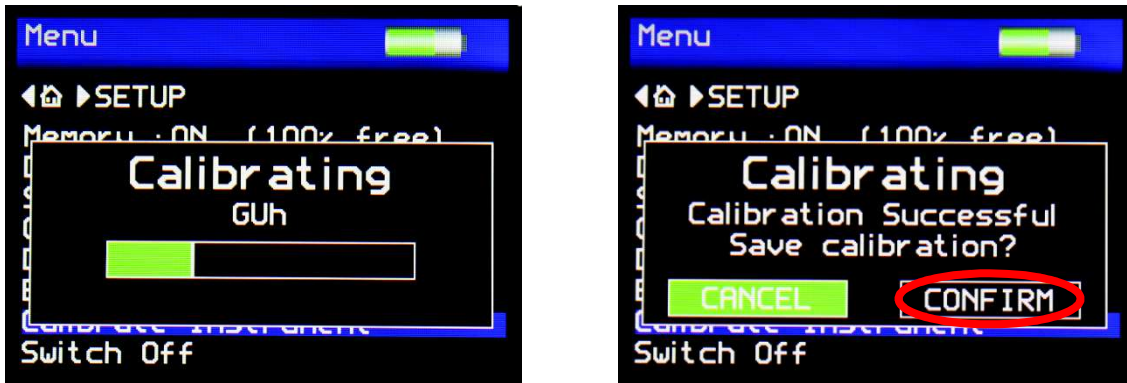 Menu
SETUP
Memory : ON (100% free)
Calibrating
GUh
Switch Off
Menu
SETUP
Memory : ON (100% free)
Calibrating
Calibration Successful
Save calibration?
CANCEL CONFIRM
Switch Off